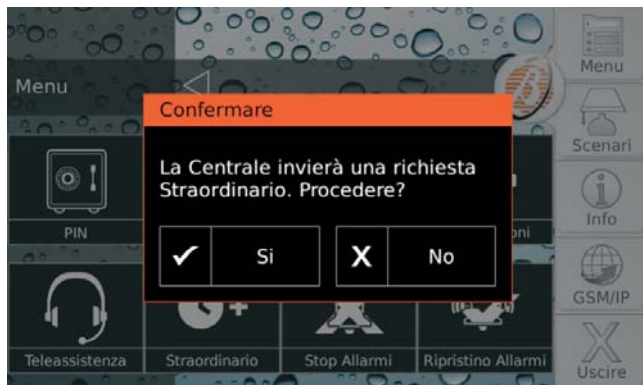 Menu
Menu
Confermare
Scenari
La Centrale invierà una richiesta
Straordinario. Procedere?
Info
PIN
Si
X
No
oni
GSM/IP
Teleassistenza
Straordinario
Stop Allarmi
Ripristino Allarmi
Uscire